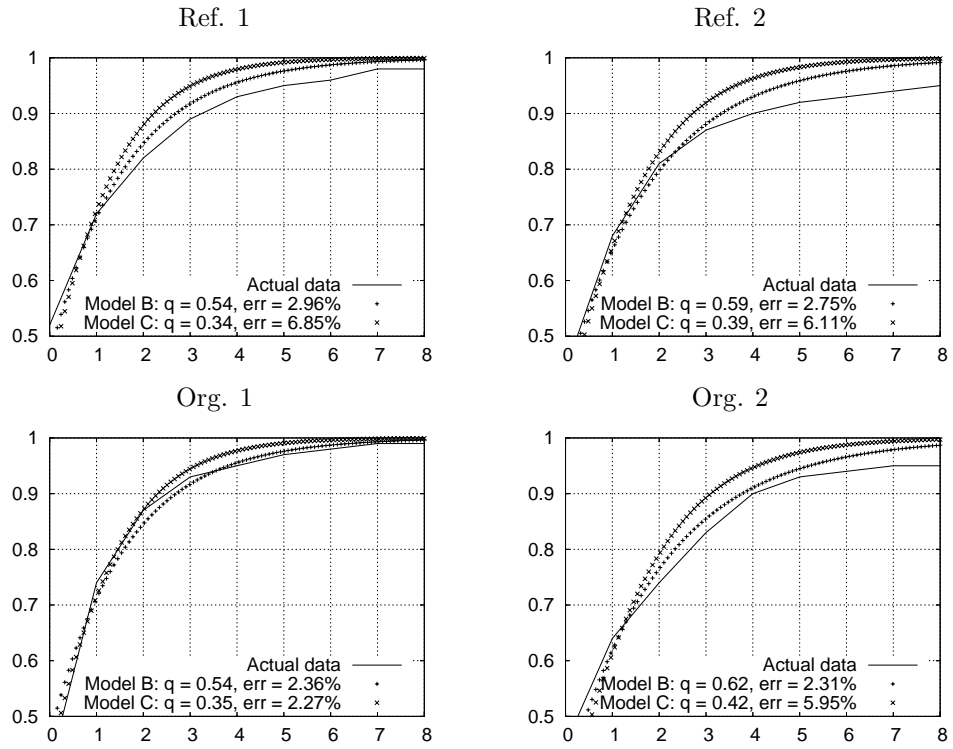 Ref. 1
1
0.9
0.8
0.7
0.6
0.5
Actual data
Model B: q = 0.54, err = 2.96%
Model C: q = 0.34, err = 6.85%
0 1 2 3 4 5 6 7 8
Ref. 2
1
0.9
0.8
0.7
0.6
0.5
Actual data
Model B: q = 0.59, err = 2.75%
Model C: q = 0.39, err = 6.11%
0 1 2 3 4 5 6 7 8
Org. 1
1
0.9
0.8
0.7
0.6
0.5
Actual data
Model B: q = 0.54, err = 2.36%
Model C: q = 0.35, err = 2.27%
0 1 2 3 4 5 6 7 8
Org. 2
1
0.9
0.8
0.7
0.6
0.5
Actual data
Model B: q = 0.62, err = 2.31%
Model C: q = 0.42, err = 5.95%
0 1 2 3 4 5 6 7 8